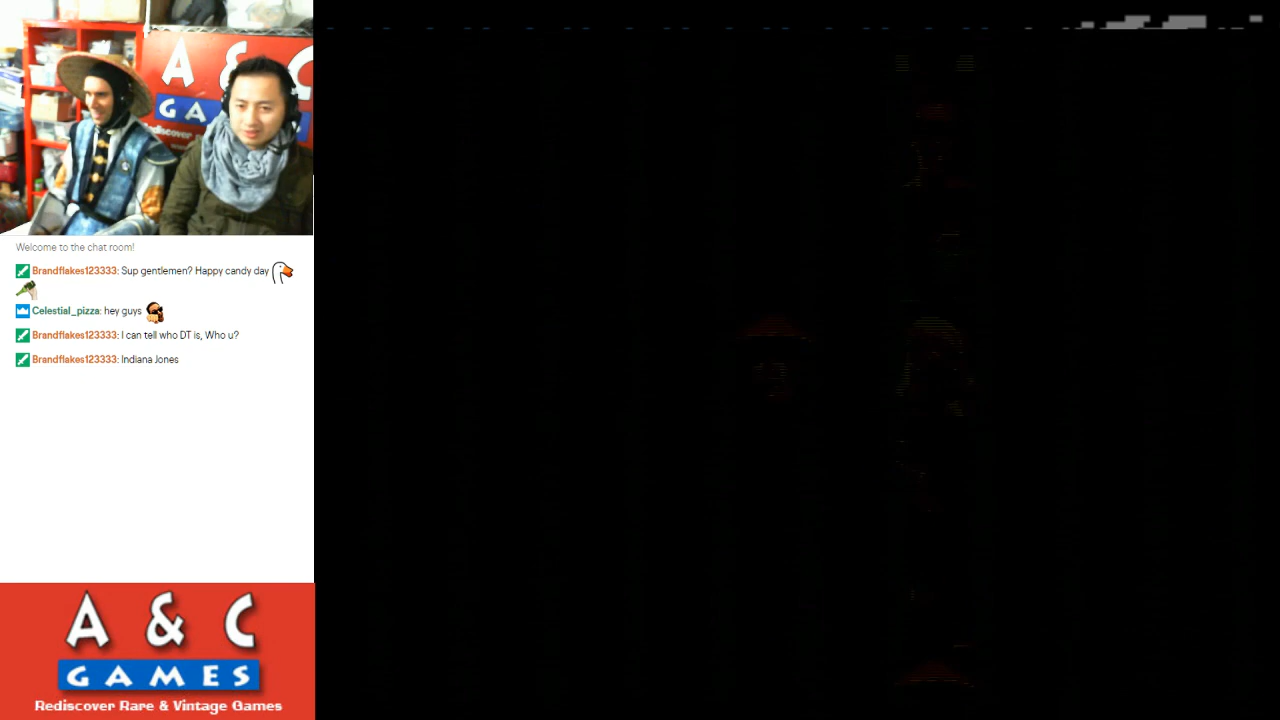 A & C
GA
Rediscover
Welcome to the chat room!
Brandflakes123333: Sup gentlemen? Happy candy day
Celestial_pizza: hey guys
Brandflakes123333: I can tell who DT is, Who u?
Brandflakes123333: Indiana Jones
A & C
GAMES
Rediscover Rare & Vintage Games